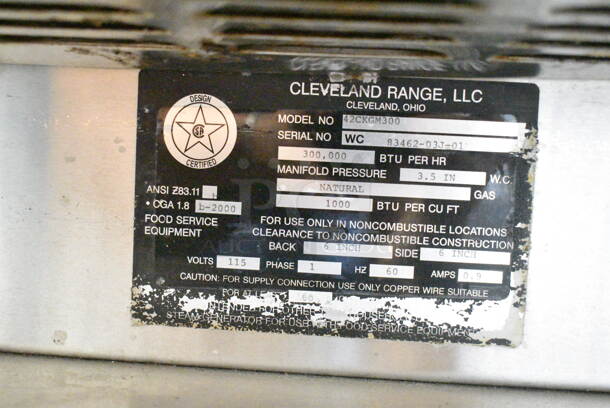 CLEVELAND RANGE, LLC
CLEVELAND, OHIO
DESIGN
CERTIFIED
MODEL NO 42CKGM300
SERIAL NO WC 83462-03J-01
300,000 BTU PER HR
MANIFOLD PRESSURE 3.5 IN W.C.
NATURAL GAS
1000 BTU PER CU FT
ANSI Z83.11
• CGA 1.8 b-2000
FOOD SERVICE
EQUIPMENT
FOR USE ONLY IN NONCOMBUSTIBLE LOCATIONS
CLEARANCE TO NONCOMBUSTIBLE CONSTRUCTION
BACK 6 INCH SIDE 6 INCH
VOLTS 115 PHASE 1 HZ 60 AMPS 0.9
CAUTION: FOR SUPPLY CONNECTION USE ONLY COPPER WIRE SUITABLE
FOR AT
FOR OTHER
STEAM GENERATOR FOR USE FOOD SERVICE EQUIPMENT